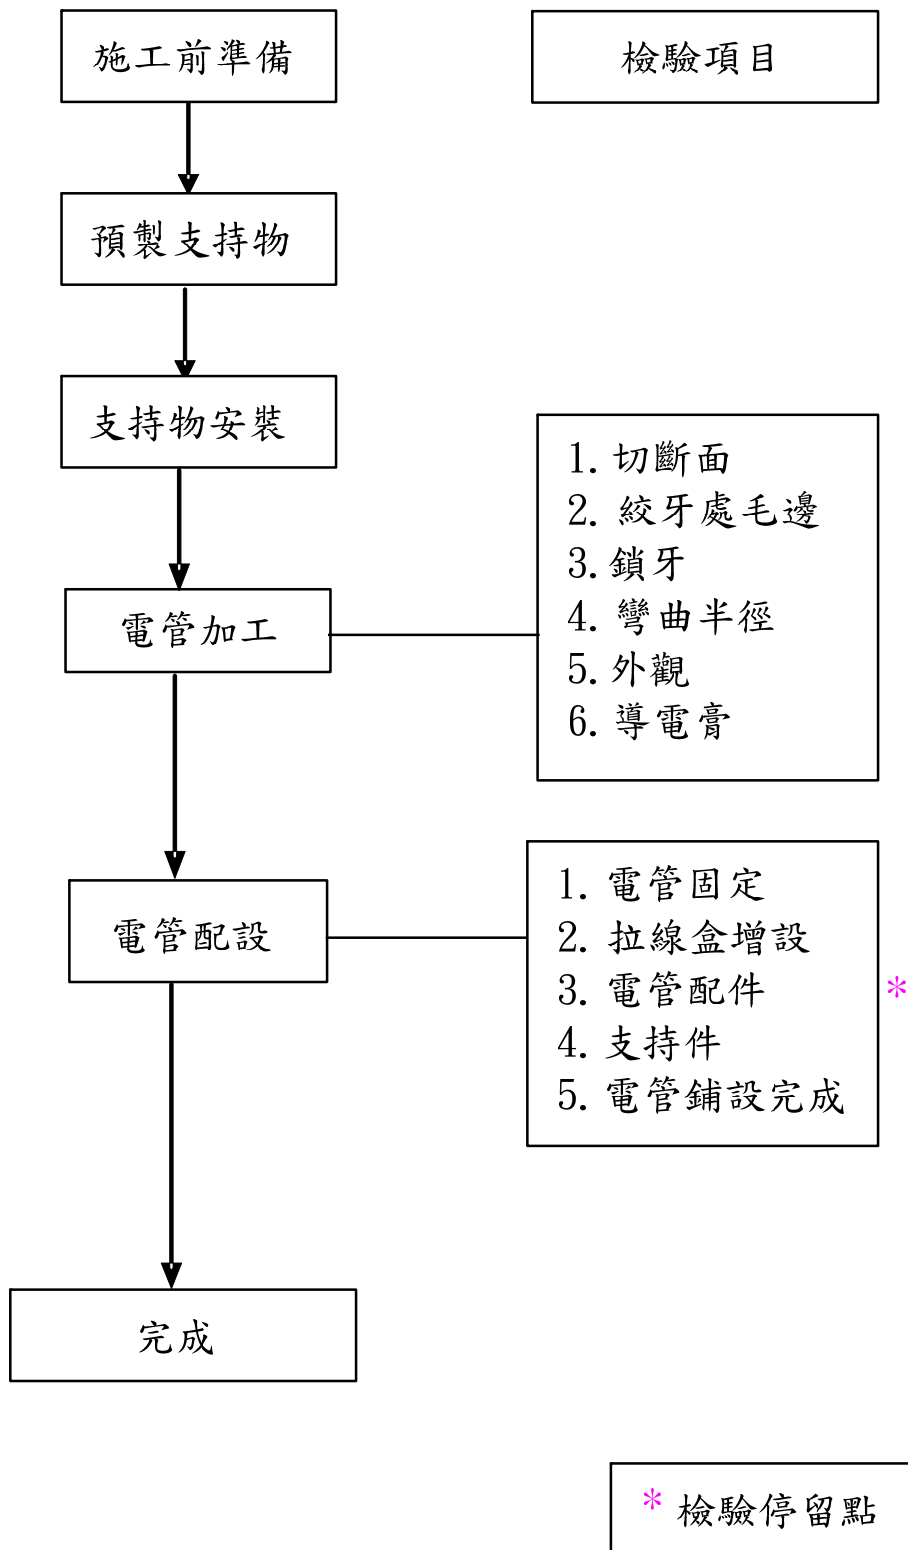 施工前準備
檢驗項目
預製支持物
支持物安裝
1. 切斷面
2. 絞牙處毛邊
3. 鎖牙
4. 彎曲半徑
5. 外觀
6. 導電膏
電管加工
1. 電管固定
2. 拉線盒增設
3. 電管配件 *
4. 支持件
5. 電管鋪設完成
電管配設
完成
* 檢驗停留點